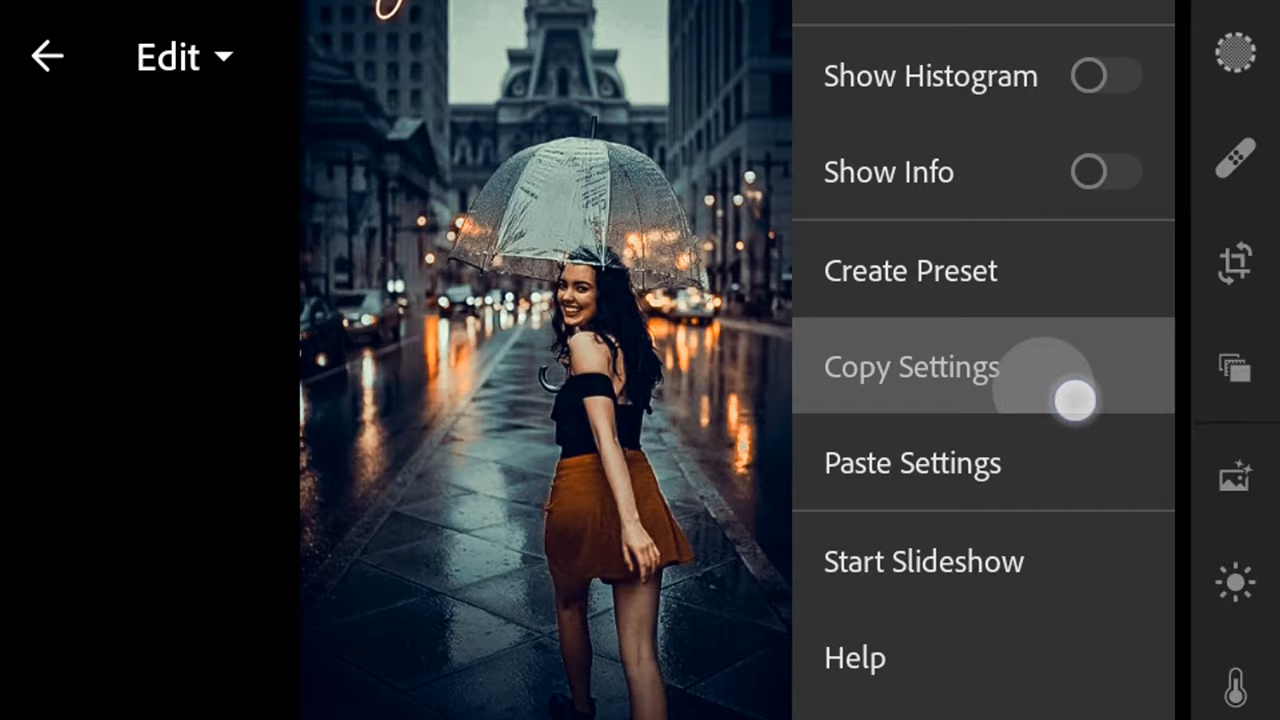 Edit
Show Histogram
Show Info
Create Preset
Copy Settings
Paste Settings
Start Slideshow
Help